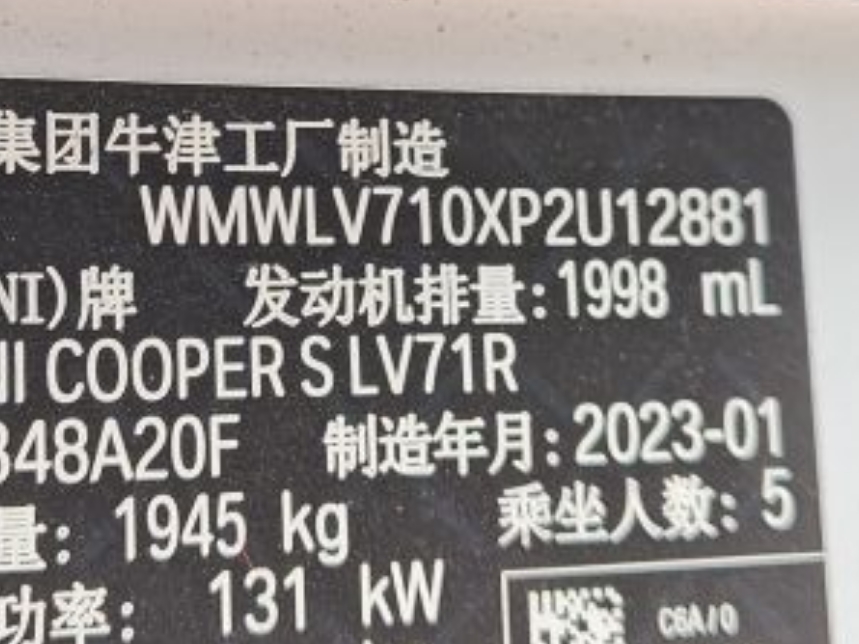 集团牛津工厂制造
WMWLV710XP2U12881
NI)牌 发动机排量:1998 mL
NI COOPER S LV71R
B48A20F 制造年月:2023-01
量: 1945 kg 乘坐人数: 5
功率: 131 kW
C6A/0